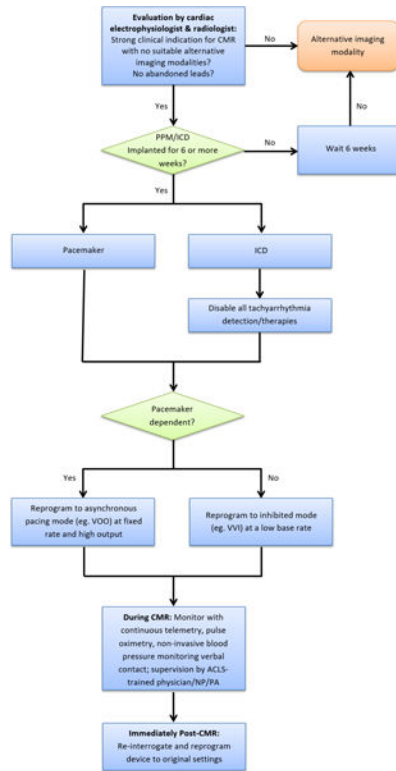 Evaluation by cardiac
electrophysiologist & radiologist:
Strong clinical indication for CMR
with no suitable alternative
imaging modalities?
No abandoned leads?
No
Alternative imaging
modality
Yes
No
PPM/ICD
Implanted for 6 or more
weeks?
No
Wait 6 weeks
Yes
Pacemaker
ICD
Disable all tachyarrhythmia
detection/therapies
Pacemaker
dependent?
Yes
No
Reprogram to asynchronous
pacing mode (eg. VOO) at fixed
rate and high output
Reprogram to inhibited mode
(eg. VVI) at a low base rate
During CMR: Monitor with
continuous telemetry, pulse
oximetry, non-invasive blood
pressure monitoring verbal
contact; supervision by ACLS-
trained physician/NP/PA
Immediately Post-CMR:
Re-interrogate and reprogram
device to original settings